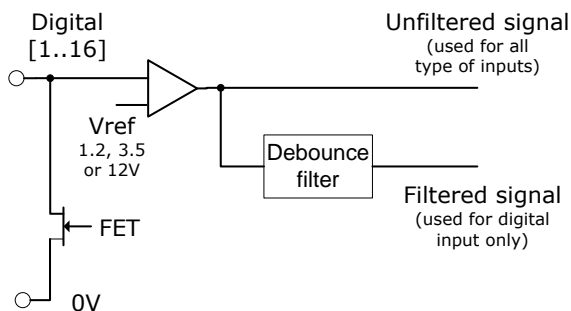 Digital
[1..16]
Unfiltered signal
(used for all
type of inputs)
Vref
1.2, 3.5
or 12V
Debounce
filter
Filtered signal
(used for digital
input only)
FET
0V